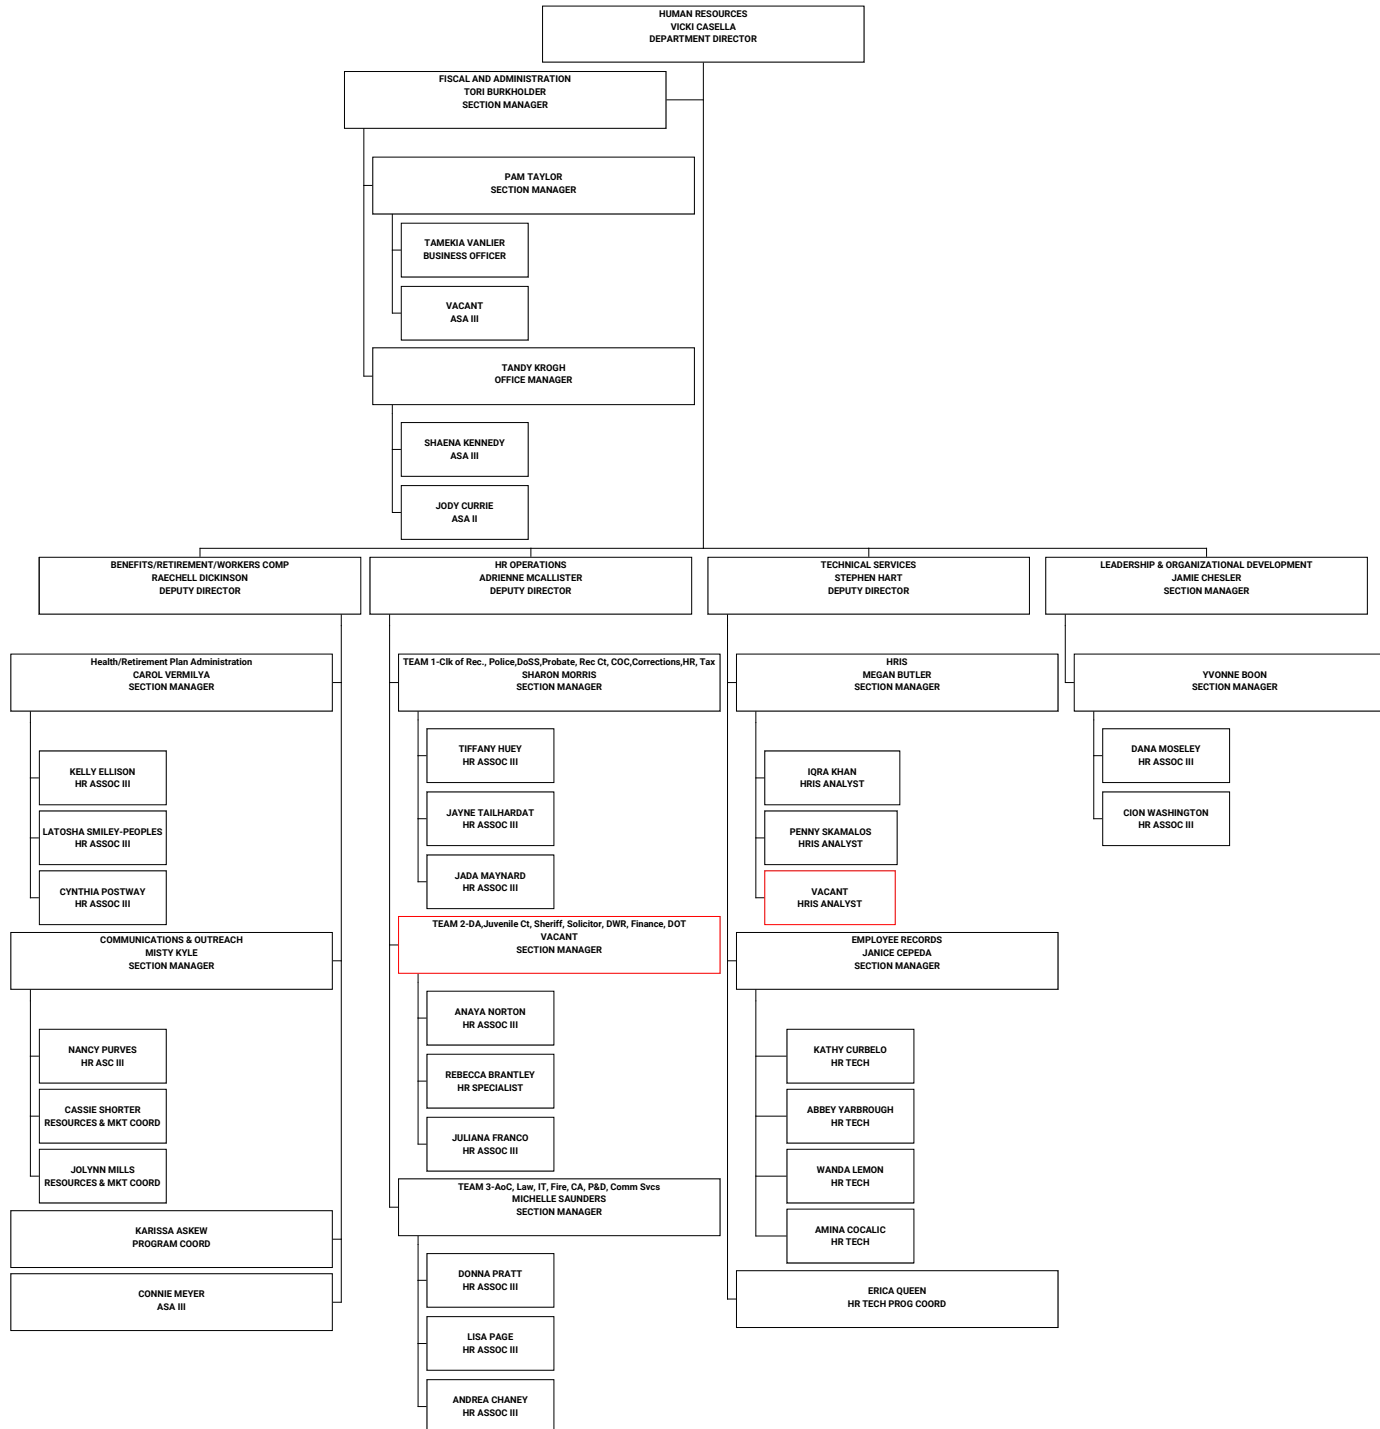 HUMAN RESOURCES
VICKI CASELLA
DEPARTMENT DIRECTOR
FISCAL AND ADMINISTRATION
TORI BURKHOLDER
SECTION MANAGER
PAM TAYLOR
SECTION MANAGER
TAMEKIA VANLIER
BUSINESS OFFICER
VACANT
ASA III
TANDY KROGH
OFFICE MANAGER
SHAENA KENNEDY
ASA III
JODY CURRIE
ASA II
BENEFITS/RETIREMENT/WORKERS COMP
RAECHELL DICKINSON
DEPUTY DIRECTOR
Health/Retirement Plan Administration
CAROL VERMILYA
SECTION MANAGER
KELLY ELLISON
HR ASSOC III
LATOSHA SMILEY-PEOPLES
HR ASSOC III
CYNTHIA POSTWAY
HR ASSOC III
COMMUNICATIONS & OUTREACH
MISTY KYLE
SECTION MANAGER
NANCY PURVES
HR ASC III
CASSIE SHORTER
RESOURCES & MKT COORD
JOLYNN MILLS
RESOURCES & MKT COORD
KARISSA ASKEW
PROGRAM COORD
CONNIE MEYER
ASA III
HR OPERATIONS
ADRIENNE MCALLISTER
DEPUTY DIRECTOR
TEAM 1-Clk of Rec., Police,DoSS,Probate, Rec Ct, COC,Corrections,HR, Tax
SHARON MORRIS
SECTION MANAGER
TIFFANY HUEY
HR ASSOC III
JAYNE TAILHARDAT
HR ASSOC III
JADA MAYNARD
HR ASSOC III
TEAM 2-DA,Juvenile Ct, Sheriff, Solicitor, DWR, Finance, DOT
VACANT
SECTION MANAGER
ANAYA NORTON
HR ASSOC III
REBECCA BRANTLEY
HR SPECIALIST
JULIANA FRANCO
HR ASSOC III
TEAM 3-AoC, Law, IT, Fire, CA, P&D, Comm Svcs
MICHELLE SAUNDERS
SECTION MANAGER
DONNA PRATT
HR ASSOC III
LISA PAGE
HR ASSOC III
ANDREA CHANEY
HR ASSOC III
TECHNICAL SERVICES
STEPHEN HART
DEPUTY DIRECTOR
HRIS
MEGAN BUTLER
SECTION MANAGER
IQRA KHAN
HRIS ANALYST
PENNY SKAMALOS
HRIS ANALYST
VACANT
HRIS ANALYST
EMPLOYEE RECORDS
JANICE CEPEDA
SECTION MANAGER
KATHY CURBELO
HR TECH
ABBEY YARBROUGH
HR TECH
WANDA LEMON
HR TECH
AMINA COCALIC
HR TECH
ERICA QUEEN
HR TECH PROG COORD
LEADERSHIP & ORGANIZATIONAL DEVELOPMENT
JAMIE CHESLER
SECTION MANAGER
YVONNE BOON
SECTION MANAGER
DANA MOSELEY
HR ASSOC III
CION WASHINGTON
HR ASSOC III